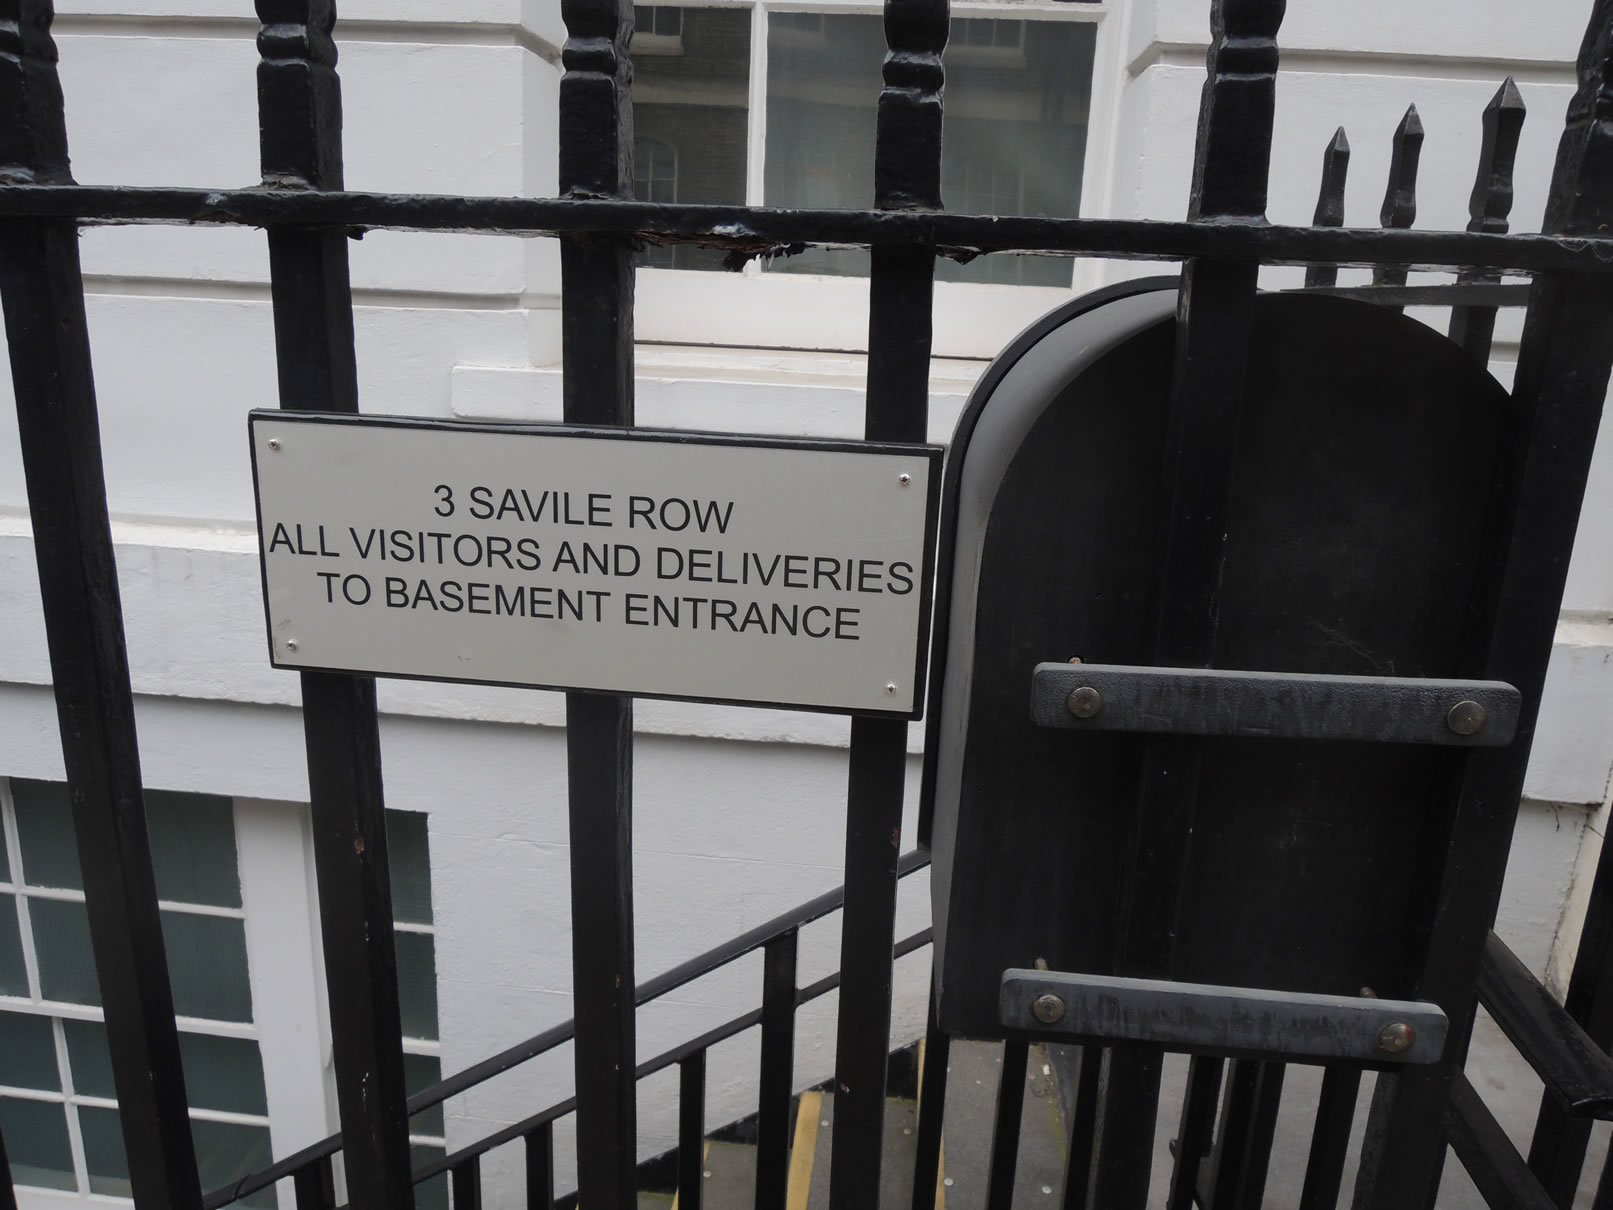 3 SAVILE ROW
ALL VISITORS AND DELIVERIES
TO BASEMENT ENTRANCE